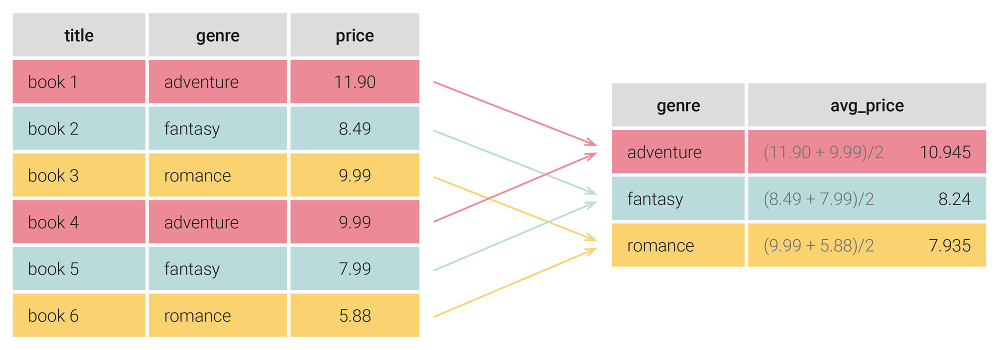 title genre price
book 1 adventure 11.90
book 2 fantasy 8.49
book 3 romance 9.99
book 4 adventure 9.99
book 5 fantasy 7.99
book 6 romance 5.88
genre avg_price
adventure (11.90 + 9.99)/2 10.945
fantasy (8.49 + 7.99)/2 8.24
romance (9.99 + 5.88)/2 7.935